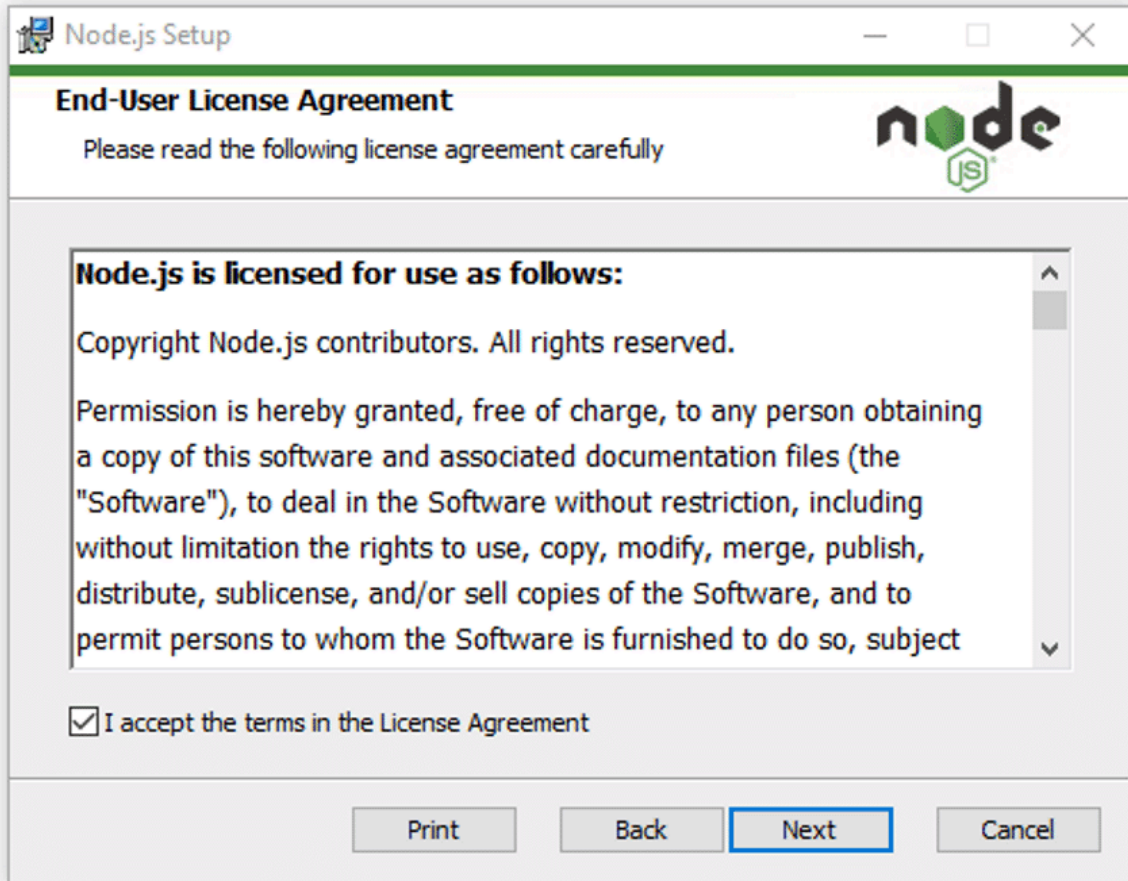 Node.js Setup
End-User License Agreement
Please read the following license agreement carefully
node
JS
Node.js is licensed for use as follows:
Copyright Node.js contributors. All rights reserved.
Permission is hereby granted, free of charge, to any person obtaining
a copy of this software and associated documentation files (the
"Software"), to deal in the Software without restriction, including
without limitation the rights to use, copy, modify, merge, publish,
distribute, sublicense, and/or sell copies of the Software, and to
permit persons to whom the Software is furnished to do so, subject
I accept the terms in the License Agreement
Print Back Next Cancel